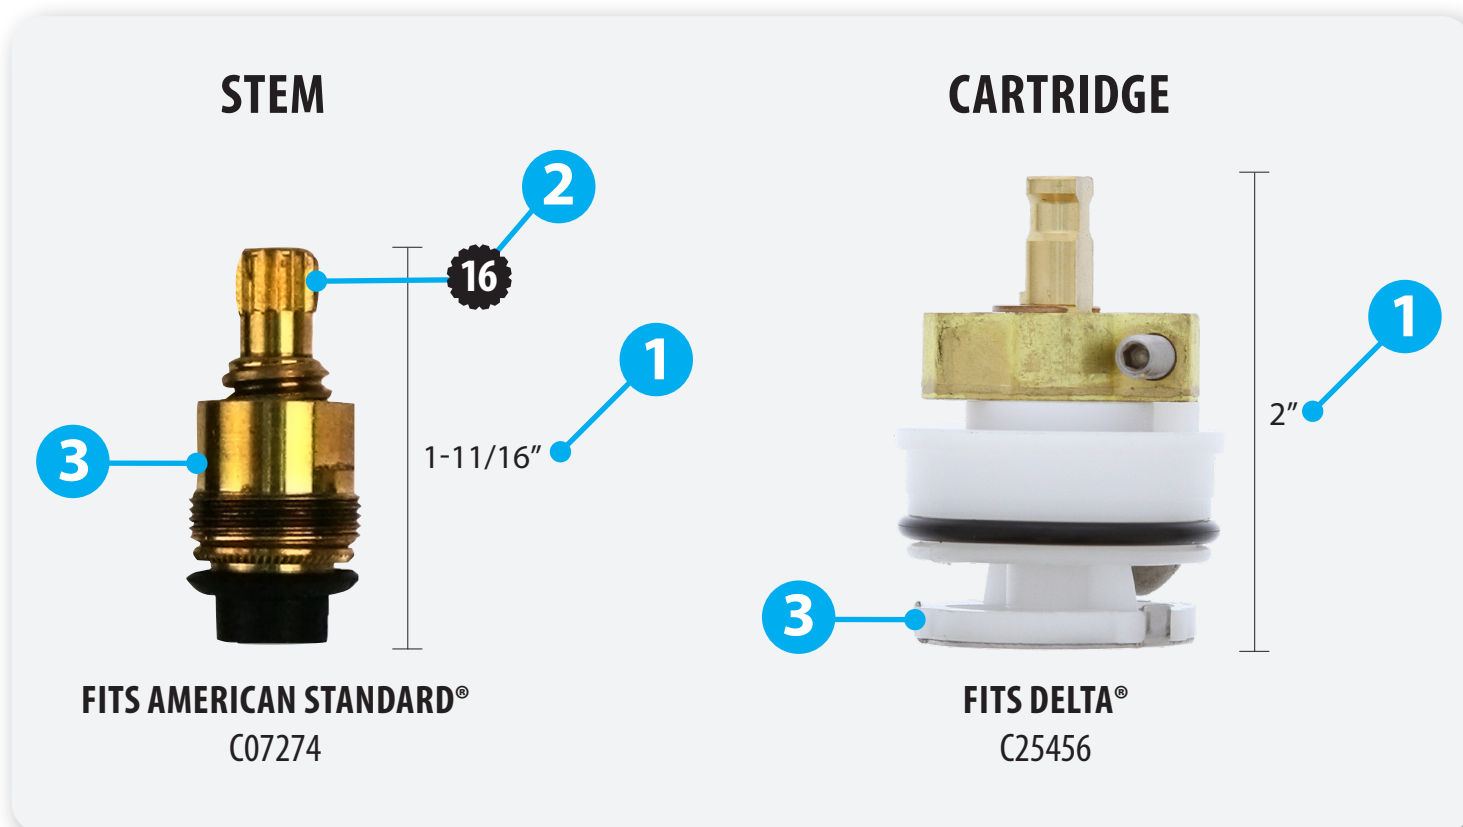 STEM
2
16
1
3
1-11/16”
FITS AMERICAN STANDARD®
C07274
CARTRIDGE
1
2”
3
FITS DELTA®
C25456